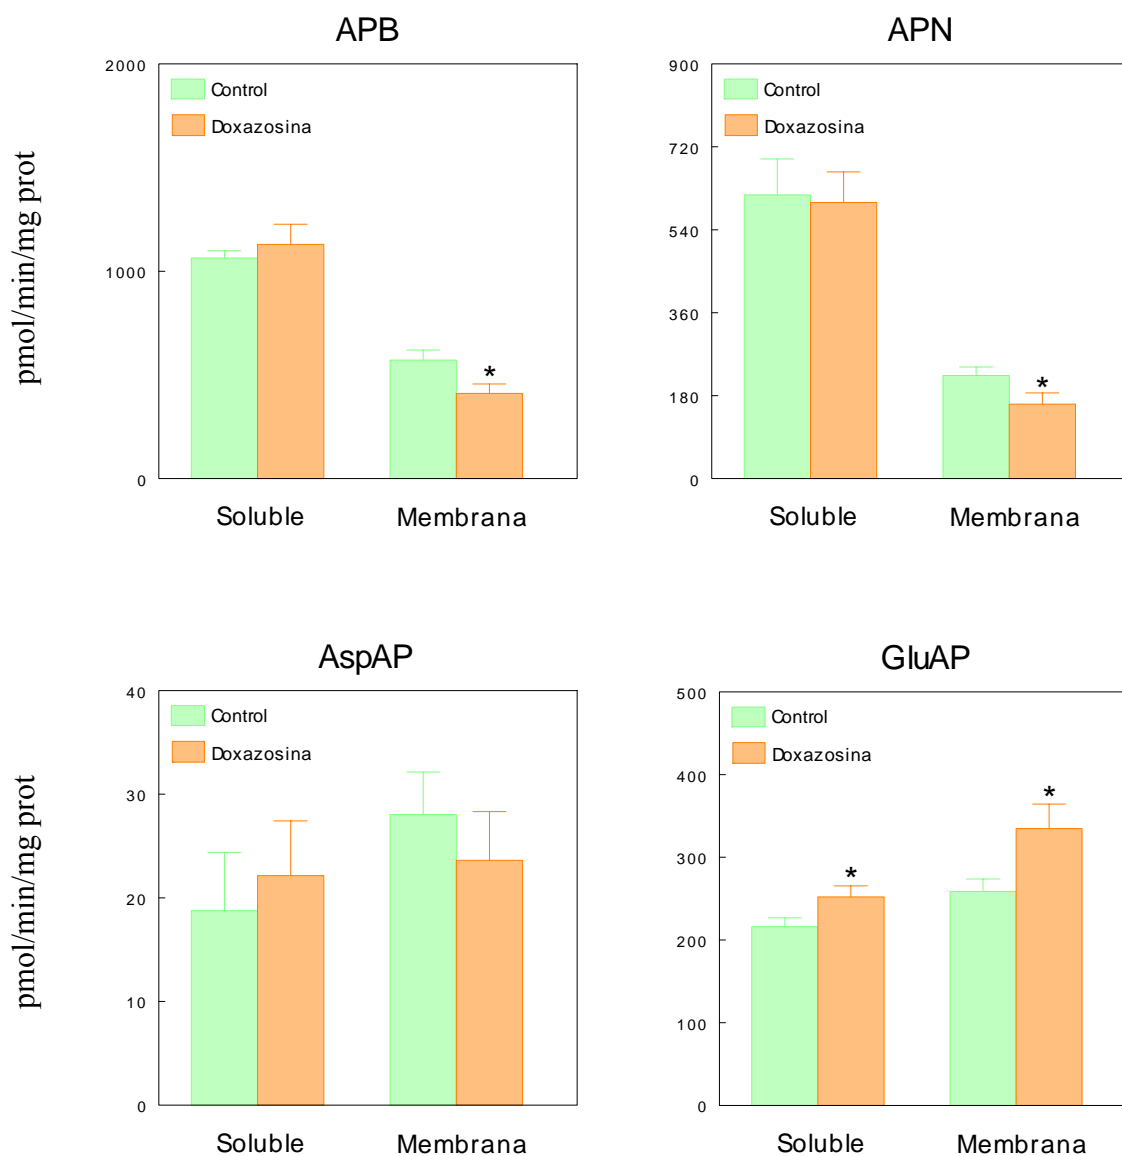 APB
pmol/min/mg prot
2000
1000
0
Control
Doxazosina
*
Soluble Membrana
APN
900
720
540
360
180
0
Control
Doxazosina
*
Soluble Membrana
AspAP
pmol/min/mg prot
40
30
20
10
0
Control
Doxazosina
Soluble Membrana
GluAP
500
400
300
200
100
0
Control
Doxazosina
*
*
Soluble Membrana